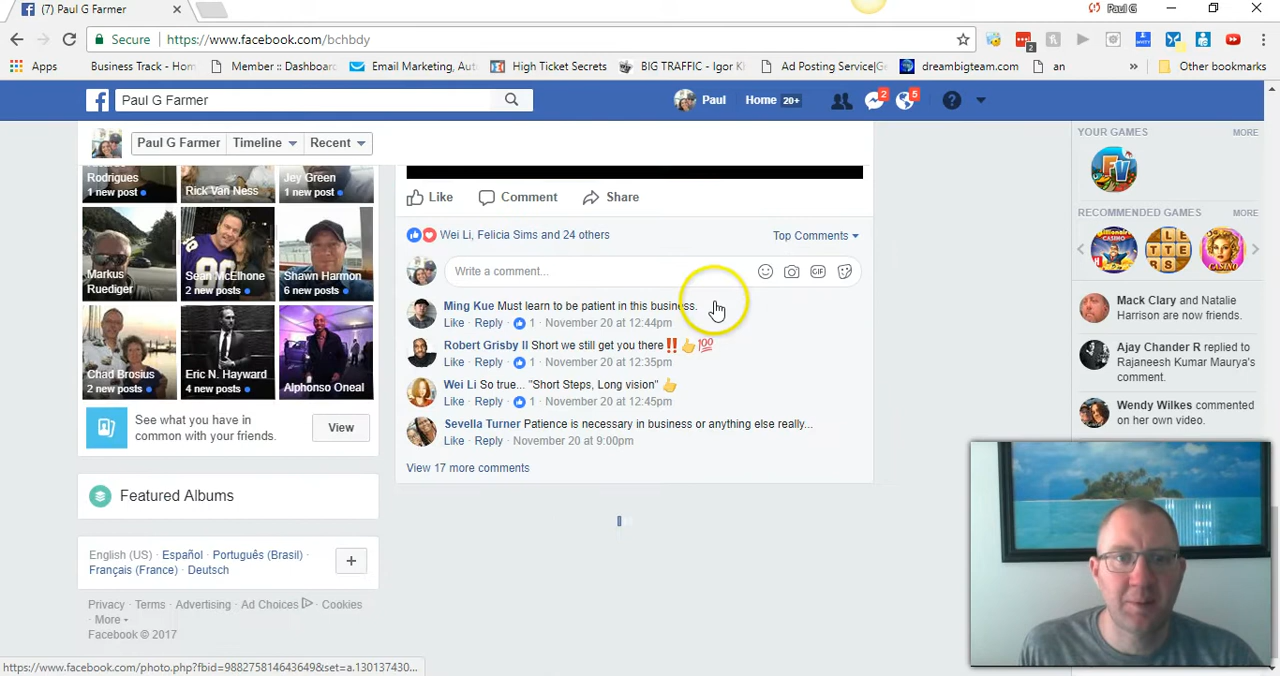 (7) Paul G Farmer
Paul G
Secure https://www.facebook.com/bchbdy
2
Apps Business Track - Hom Member :: Dashboard Email Marketing, Aut High Ticket Secrets BIG TRAFFIC - Igor Kh Ad Posting Service|G dreambigteam.com an » Other bookmarks
Paul G Farmer
Paul Home 20+ 2 5
Paul G Farmer Timeline Recent
YOUR GAMES MORE
Rodrigues
1 new post
Rick Van Ness
Jey Green
1 new post
Like Comment Share
RECOMMENDED GAMES MORE
Wei Li, Felicia Sims and 24 others
Top Comments
Write a comment...
GIF
Markus
Ruediger
Sean McElhone
2 new posts
Shawn Harmon
6 new posts
Ming Kue Must learn to be patient in this business.
Like · Reply · 1 · November 20 at 12:44pm
Robert Grisby II Short we still get you there‼️👍💯
Like · Reply · 1 · November 20 at 12:35pm
Wei Li So true... "Short Steps, Long vision" 👍
Like · Reply · 1 · November 20 at 12:45pm
Sevella Turner Patience is necessary in business or anything else really...
Like · Reply · November 20 at 9:00pm
View 17 more comments
Chad Brosius
2 new posts
Eric N. Hayward
4 new posts
Alphonso Oneal
Mack Clary and Natalie
Harrison are now friends.
Ajay Chander R replied to
Rajaneesh Kumar Maurya's
comment.
Wendy Wilkes commented
on her own video.
See what you have in
common with your friends.
View
Featured Albums
English (US) · Español · Português (Brasil) ·
Français (France) · Deutsch
+
Privacy · Terms · Advertising · Ad Choices · Cookies
· More
Facebook © 2017
https://www.facebook.com/photo.php?fbid=988275814643649&set=a.130137430...